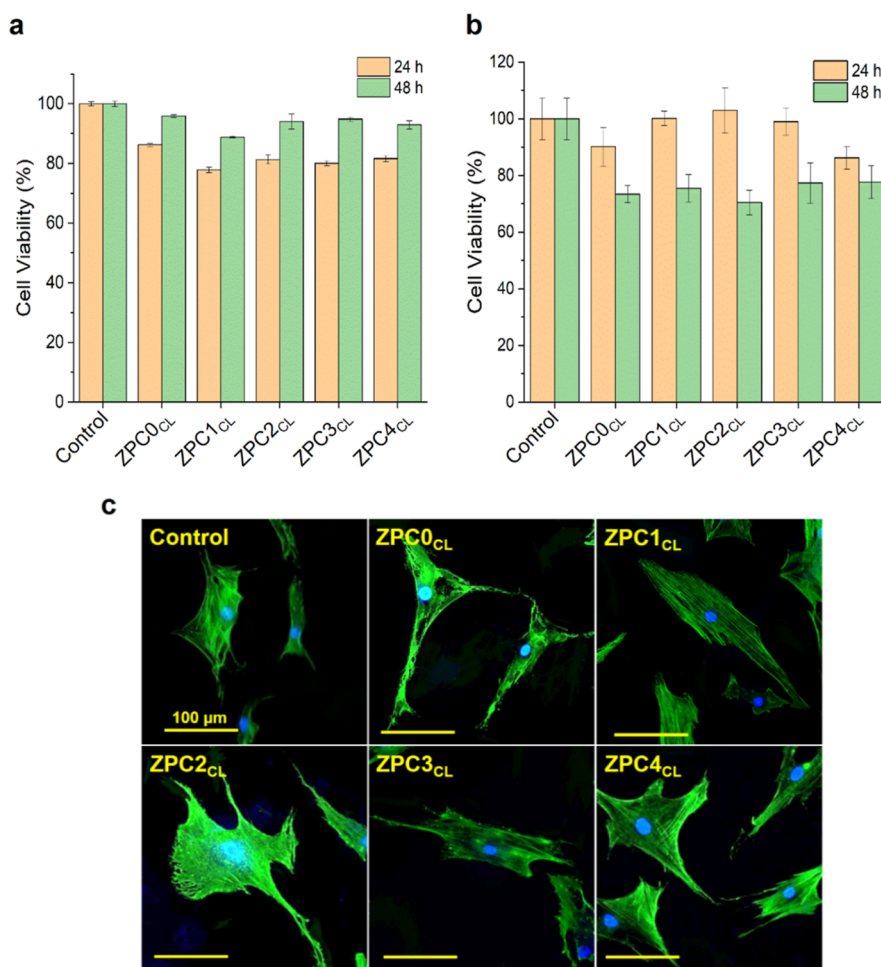 a
24 h
48 h
Cell Viability (%)
100
80
60
40
20
0
Control
ZPC0CL
ZPC1CL
ZPC2CL
ZPC3CL
ZPC4CL
b
24 h
48 h
Cell Viability (%)
120
100
80
60
40
20
0
Control
ZPC0CL
ZPC1CL
ZPC2CL
ZPC3CL
ZPC4CL
c
Control
100 µm
ZPC0CL
ZPC1CL
ZPC2CL
ZPC3CL
ZPC4CL